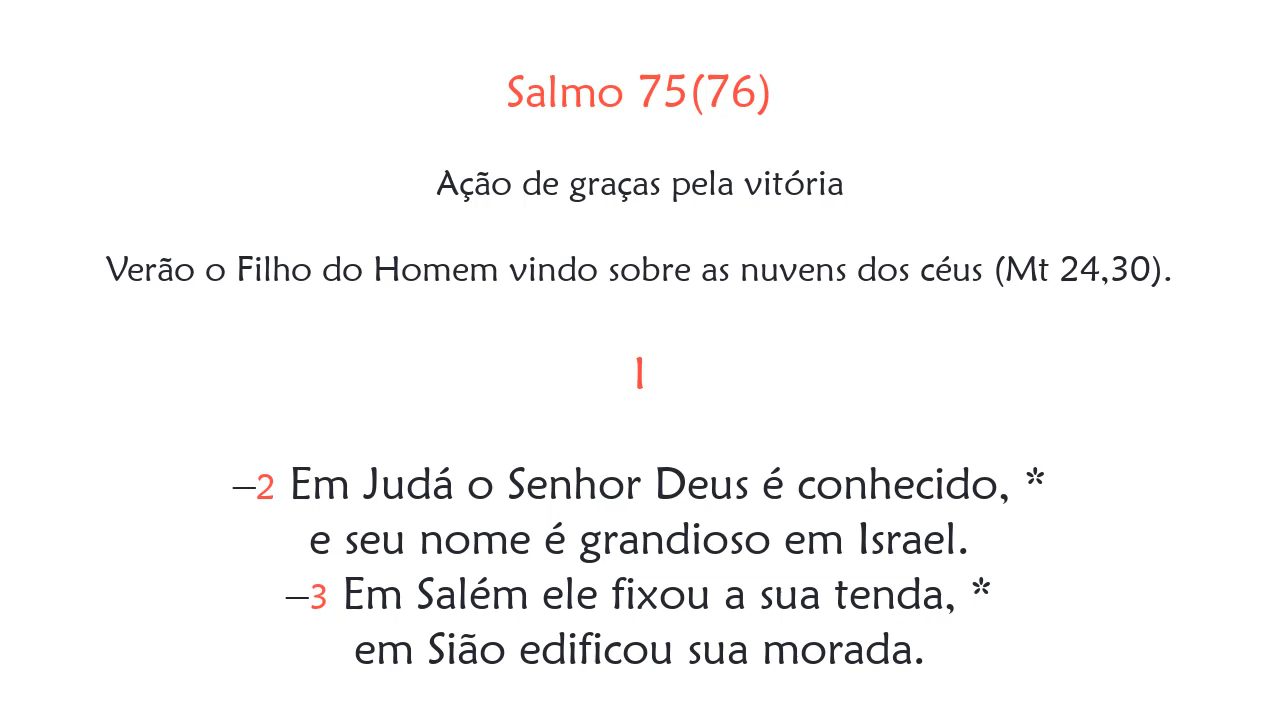 Salmo 75(76)
Ação de graças pela vitória
Verão o Filho do Homem vindo sobre as nuvens dos céus (Mt 24,30).
I
–2 Em Judá o Senhor Deus é conhecido, *
e seu nome é grandioso em Israel.
–3 Em Salém ele fixou a sua tenda, *
em Sião edificou sua morada.